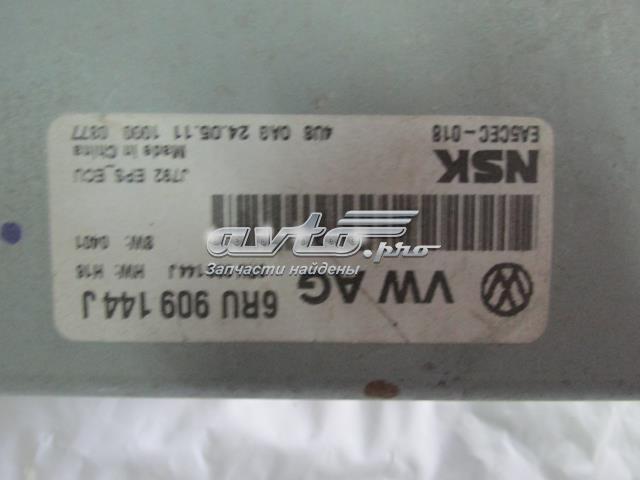 VW AG
6RU 909 144 J
HW: H16
SW: 0401
J792 EPS_ECU
Made in China
NSK
EA5CEC-018
4U8 0A9 24.05.11 1000 0377
avto.pro
Запчасти найдены